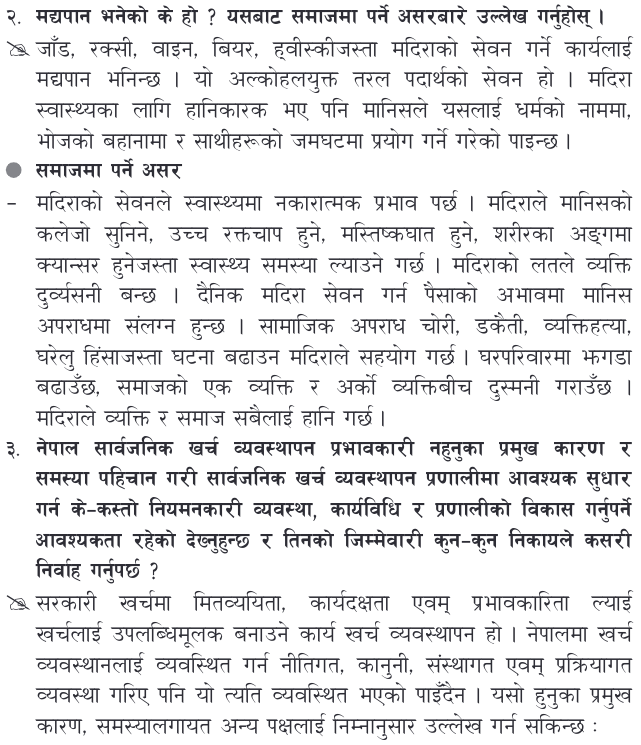 २. मद्यपान भनेको के हो ? यसबाट समाजमा पर्ने असरबारे उल्लेख गर्नुहोस् ।
जाँड, रक्सी, वाइन, बियर, ह्वीस्कीजस्ता मदिराको सेवन गर्ने कार्यलाई
मद्यपान भनिन्छ । यो अल्कोहलयुक्त तरल पदार्थको सेवन हो । मदिरा
स्वास्थ्यका लागि हानिकारक भए पनि मानिसले यसलाई धर्मको नाममा,
भोजको बहानामा र साथीहरूको जमघटमा प्रयोग गर्ने गरेको पाइन्छ ।
● समाजमा पर्ने असर
– मदिराको सेवनले स्वास्थ्यमा नकारात्मक प्रभाव पर्छ । मदिराले मानिसको
कलेजो सुनिने, उच्च रक्तचाप हुने, मस्तिष्कघात हुने, शरीरका अङ्गमा
क्यान्सर हुनेजस्ता स्वास्थ्य समस्या ल्याउने गर्छ । मदिराको लतले व्यक्ति
दुर्व्यसनी बन्छ । दैनिक मदिरा सेवन गर्न पैसाको अभावमा मानिस
अपराधमा संलग्न हुन्छ । सामाजिक अपराध चोरी, डकैती, व्यक्तिहत्या,
घरेलु हिंसाजस्ता घटना बढाउन मदिराले सहयोग गर्छ । घरपरिवारमा झगडा
बढाउँछ, समाजको एक व्यक्ति र अर्को व्यक्तिबीच दुस्मनी गराउँछ ।
मदिराले व्यक्ति र समाज सबैलाई हानि गर्छ ।
३. नेपाल सार्वजनिक खर्च व्यवस्थापन प्रभावकारी नहुनुका प्रमुख कारण र
समस्या पहिचान गरी सार्वजनिक खर्च व्यवस्थापन प्रणालीमा आवश्यक सुधार
गर्न के-कस्तो नियमनकारी व्यवस्था, कार्यविधि र प्रणालीको विकास गर्नुपर्ने
आवश्यकता रहेको देख्नुहुन्छ र तिनको जिम्मेवारी कुन-कुन निकायले कसरी
निर्वाह गर्नुपर्छ ?
सरकारी खर्चमा मितव्ययिता, कार्यदक्षता एवम् प्रभावकारिता ल्याई
खर्चलाई उपलब्धिमूलक बनाउने कार्य खर्च व्यवस्थापन हो । नेपालमा खर्च
व्यवस्थानलाई व्यवस्थित गर्न नीतिगत, कानुनी, संस्थागत एवम् प्रक्रियागत
व्यवस्था गरिए पनि यो त्यति व्यवस्थित भएको पाइँदैन । यसो हुनुका प्रमुख
कारण, समस्यालगायत अन्य पक्षलाई निम्नानुसार उल्लेख गर्न सकिन्छ :